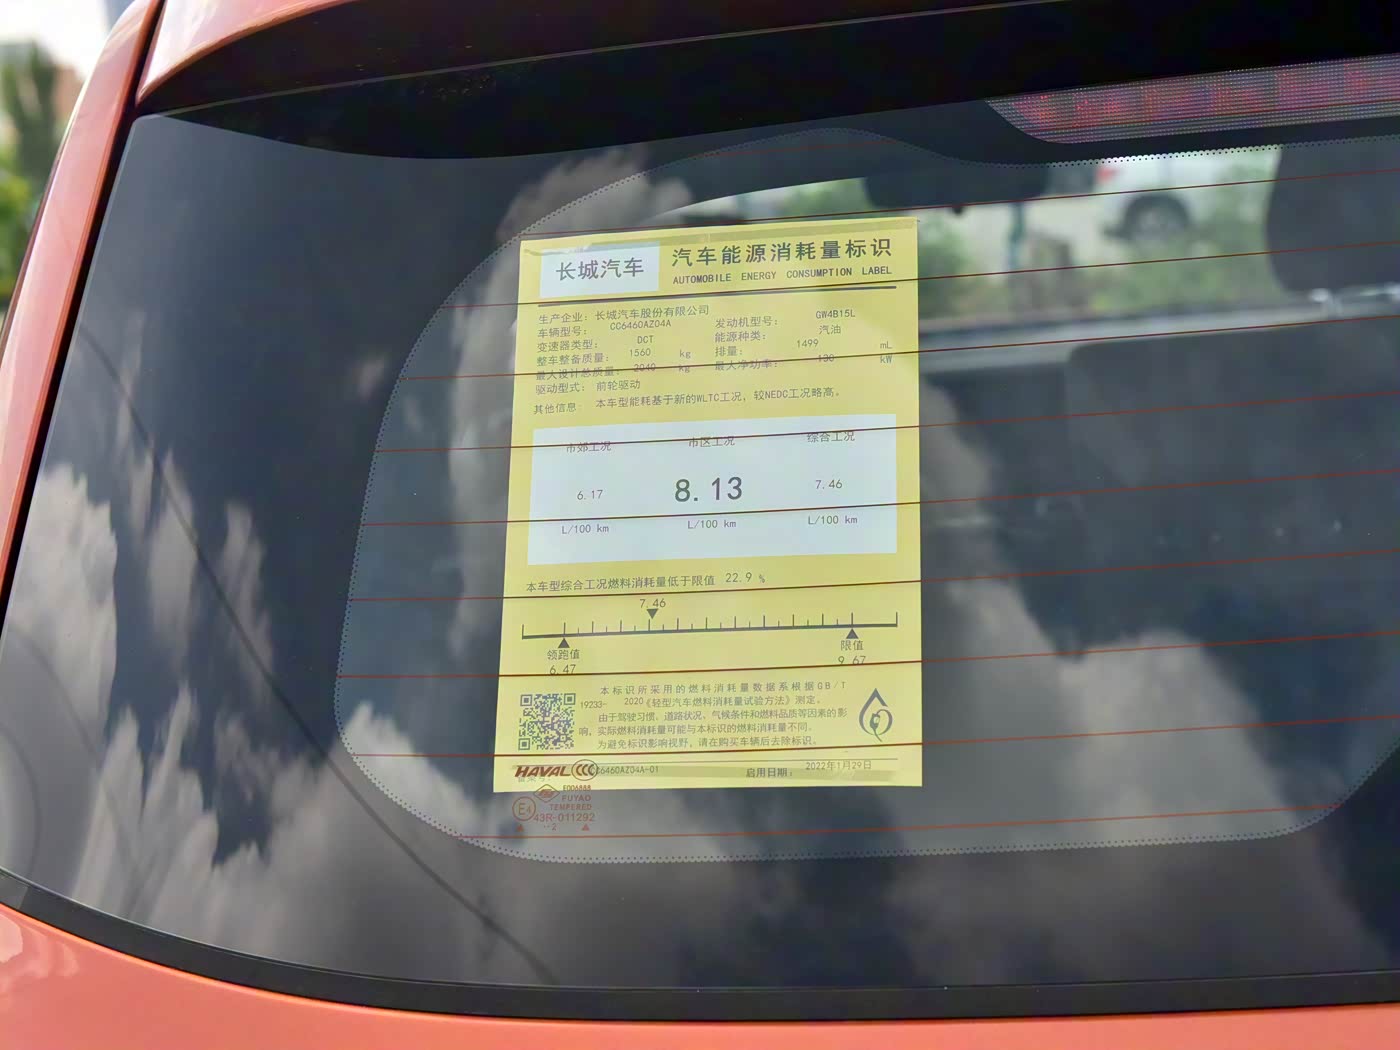 长城汽车
汽车能源消耗量标识
AUTOMOBILE ENERGY CONSUMPTION LABEL
生产企业：长城汽车股份有限公司
车辆型号： CC6460AZ04A 发动机型号： GW4B15L
变速器类型： DCT 能源种类： 汽油
整车整备质量： 1560 kg 排量： 1499 mL
最大设计总质量： 2040 kg 最大净功率： 130 kW
驱动型式： 前轮驱动
其他信息： 本车型能耗基于新的WLTC工况，较NEDC工况略高。
市郊工况 市区工况 综合工况
6.17 8.13 7.46
L/100 km L/100 km L/100 km
本车型综合工况燃料消耗量低于限值 22.9 %
7.46
领跑值 限值
6.47 9.67
本标识所采用的燃料消耗量数据系根据GB/T
19233- 2020《轻型汽车燃料消耗量试验方法》测定。
由于驾驶习惯、道路状况、气候条件和燃料品质等因素的影
响，实际燃料消耗量可能与本标识的燃料消耗量不同。
为避免标识影响视野，请在购买车辆后去除标识。
HAVAL CCC 6460AZ04A-01 启用日期： 2022年1月29日
FUYAO
TEMPERED
E4 43R-011292